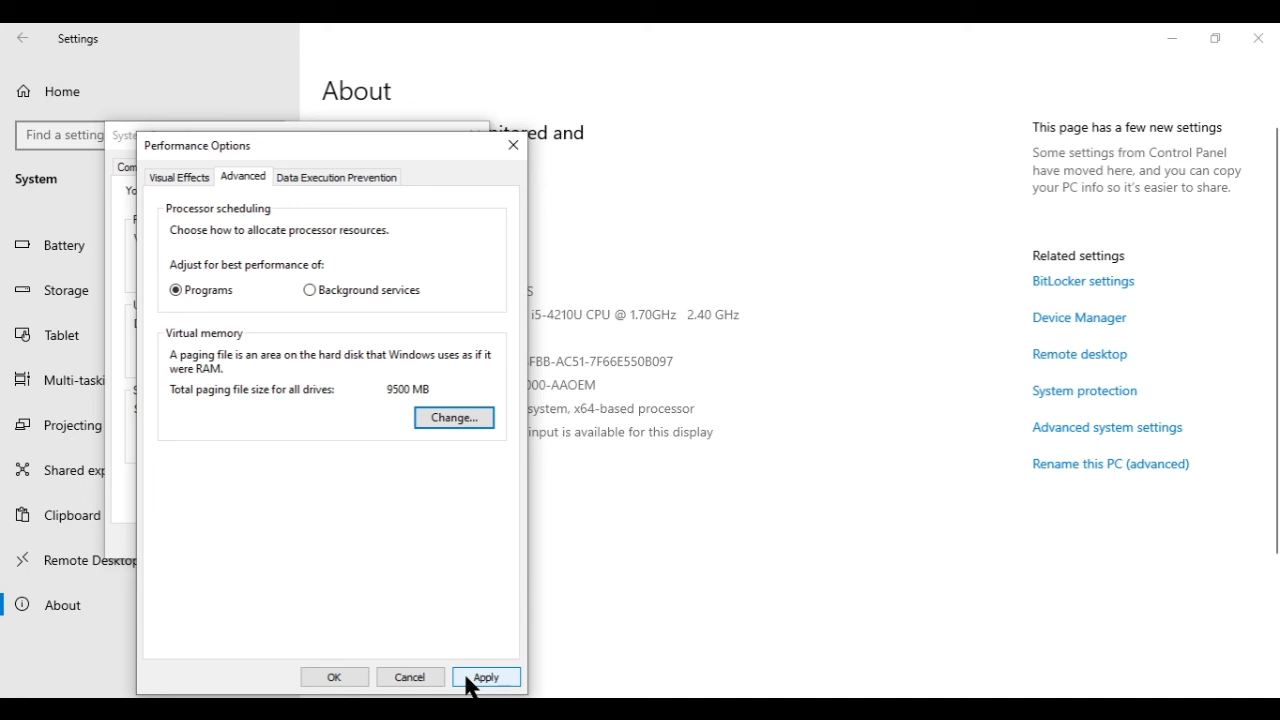 Settings
Home
Find a setting
System
Battery
Storage
Tablet
Multi-taski
Projecting
Shared exp
Clipboard
Remote Desktop
About
About
nitored and
i5-4210U CPU @ 1.70GHz 2.40 GHz
FBB-AC51-7F66E550B097
000-AAOEM
system, x64-based processor
input is available for this display
Performance Options
Visual Effects Advanced Data Execution Prevention
Processor scheduling
Choose how to allocate processor resources.
Adjust for best performance of:
Programs Background services
Virtual memory
A paging file is an area on the hard disk that Windows uses as if it
were RAM.
Total paging file size for all drives: 9500 MB
Change...
OK Cancel Apply
This page has a few new settings
Some settings from Control Panel
have moved here, and you can copy
your PC info so it's easier to share.
Related settings
BitLocker settings
Device Manager
Remote desktop
System protection
Advanced system settings
Rename this PC (advanced)